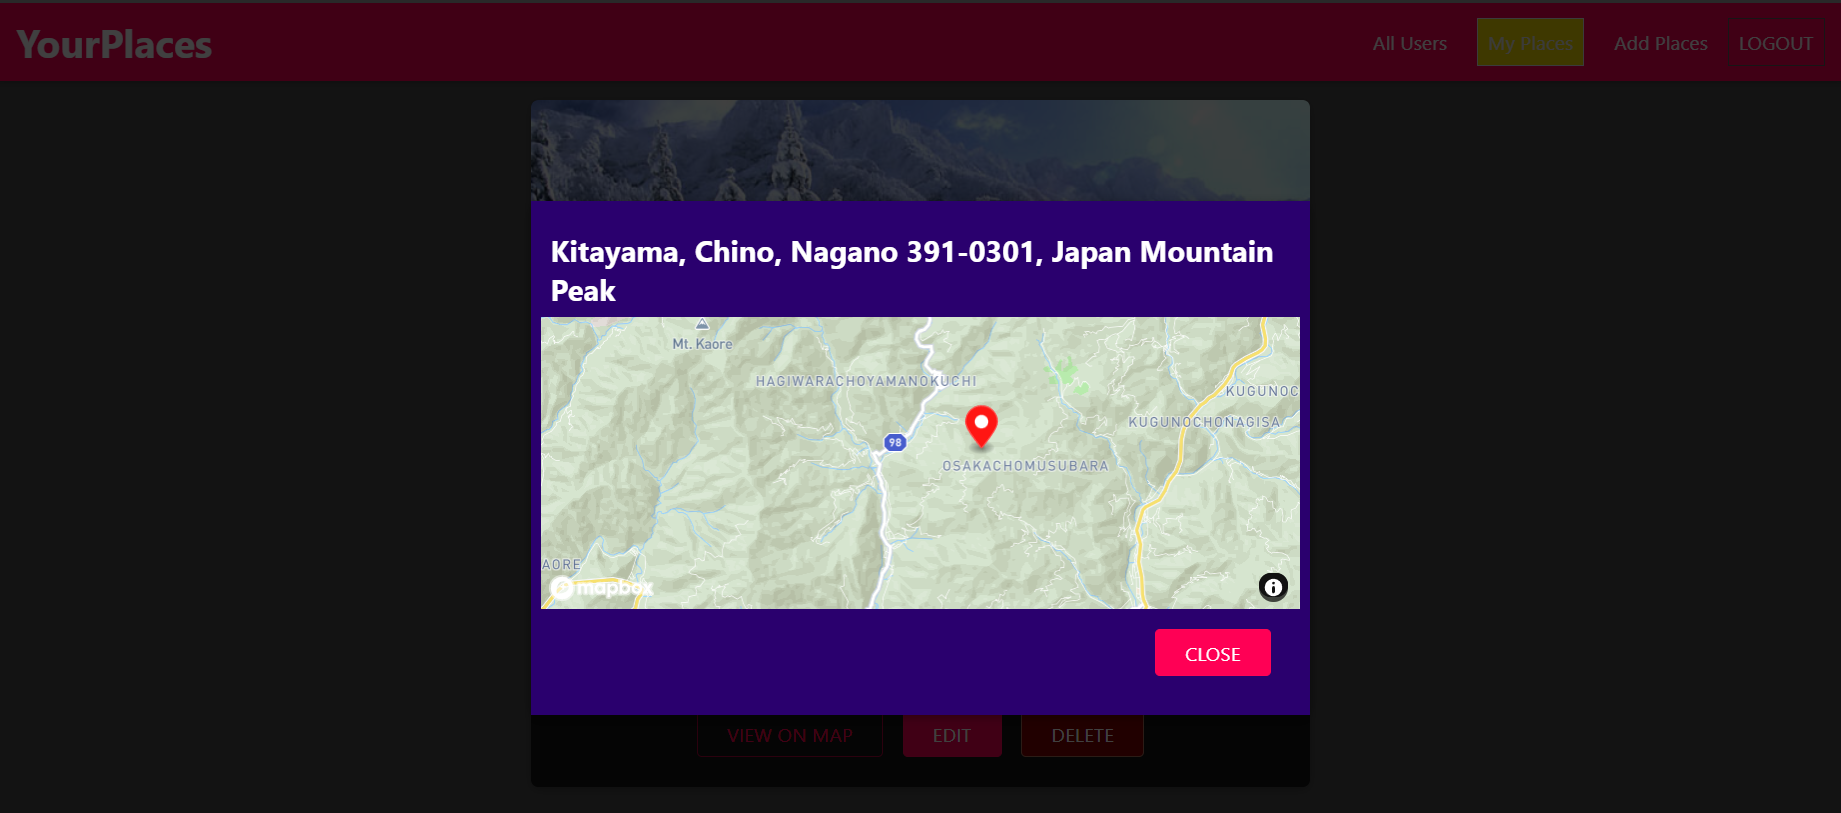 YourPlaces
All Users
My Places
Add Places
LOGOUT
Kitayama, Chino, Nagano 391-0301, Japan Mountain
Peak
Mt. Kaore
HAGIWARACHOYAMANOKUCHI
KUGUNOC
KUGUNOCHONAGISA
98
OSAKACHOMUSUBARA
AORE
mapbox
CLOSE
VIEW ON MAP
EDIT
DELETE